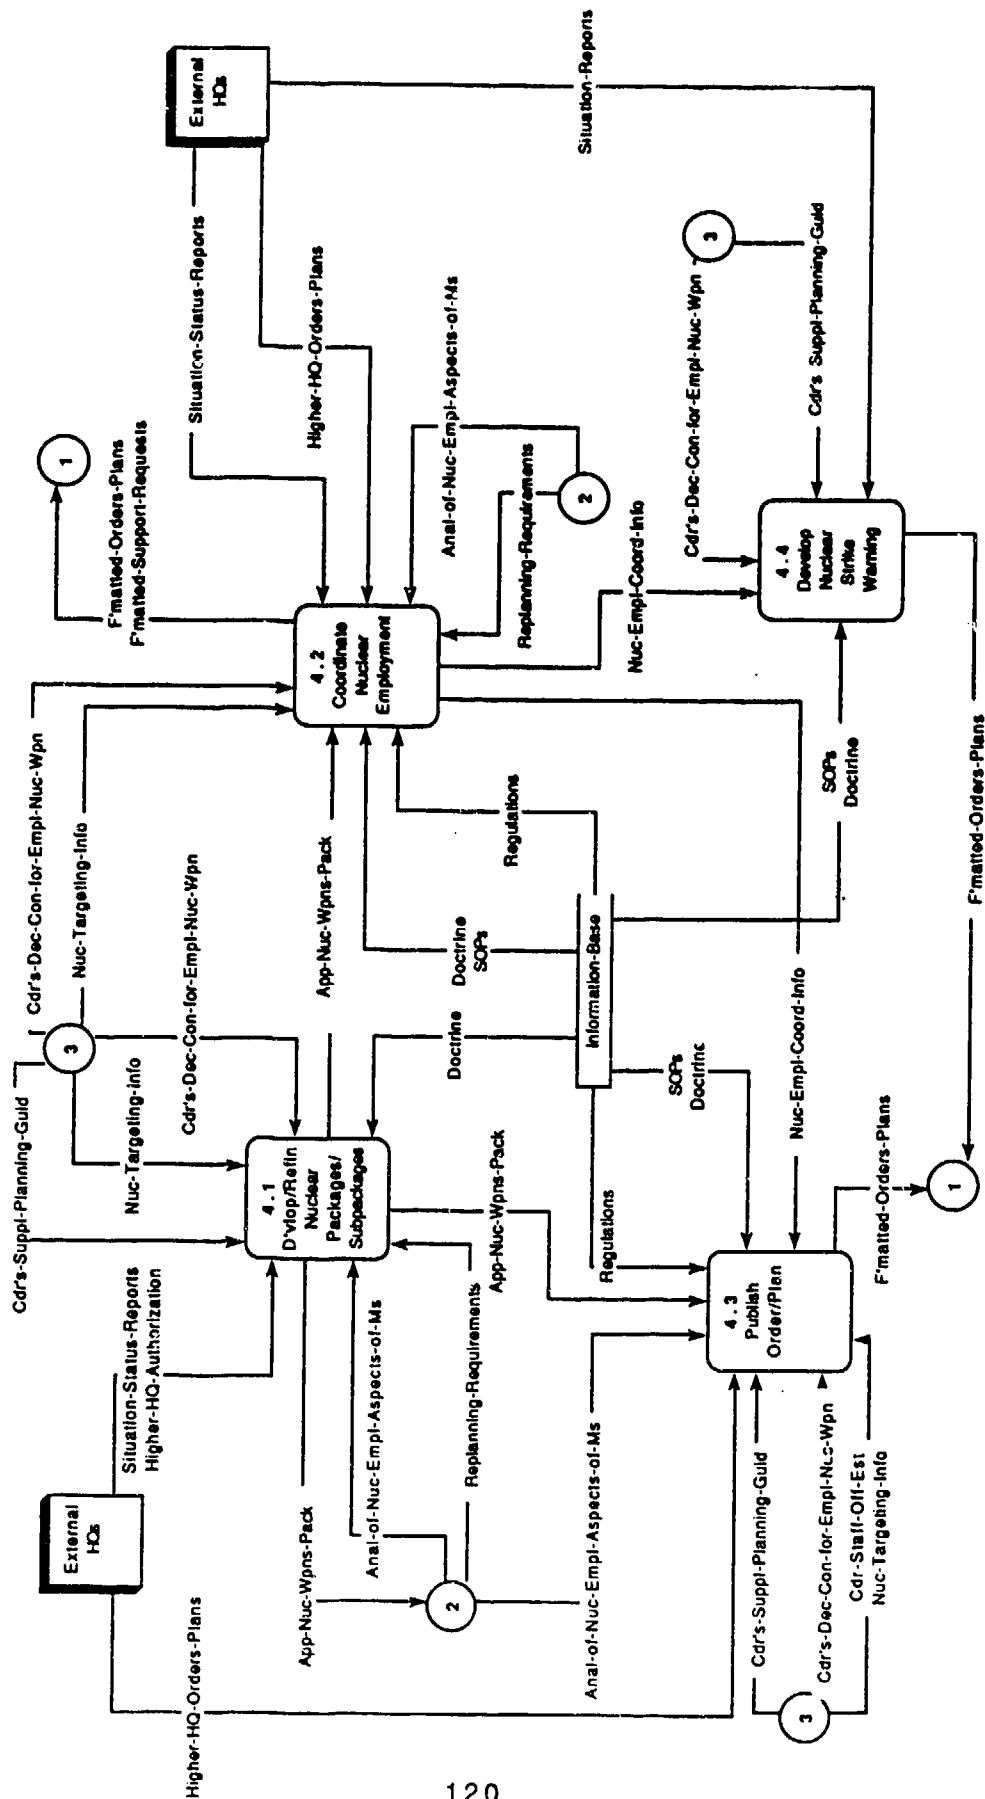 Higher-HQ-Orders-Plans
External
HQs
Situation-Status-Reports
Higher-HQ-Authorization
Cdr's-Suppl-Planning-Guid
3
Nuc-Targeting-Info
Cdr's-Dec-Con-for-Empl-Nuc-Wpn
Nuc-Targeting-Info
Cdr's-Dec-Con-for-Empl-Nuc-Wpn
F'matted-Orders-Plans
F'matted-Support-Requests
1
Situation-Status-Reports
External
HQs
Higher-HQ-Orders-Plans
Situation-Reports
App-Nuc-Wpns-Pack
Anal-of-Nuc-Empl-Aspects-of-Ms
2
Replanning-Requirements
4.1
D'vlop/Refin
Nuclear
Packages/
Subpackages
App-Nuc-Wpns-Pack
App-Nuc-Wpns-Pack
Doctrine
Doctrine
SOPs
Regulations
4.2
Coordinate
Nuclear
Employment
Anal-of-Nuc-Empl-Aspects-of-Ms
Replanning-Requirements
2
Nuc-Empl-Coord-Info
Information-Base
Regulations
SOPs
Doctrine
Nuc-Empl-Coord-Info
SOPs
Doctrine
Cdr's-Dec-Con-for-Empl-Nuc-Wpn
3
Cdr's Suppl-Planning-Guid
4.4
Develop
Nuclear
Strike
Warning
Anal-of-Nuc-Empl-Aspects-of-Ms
Cdr's-Suppl-Planning-Guid
3
Cdr's-Dec-Con-for-Empl-Nuc-Wpn
Cdr-Staff-Off-Est
Nuc-Targeting-Info
4.3
Publish
Order/Plan
F'matted-Orders-Plans
1
F'matted-Orders-Plans
120